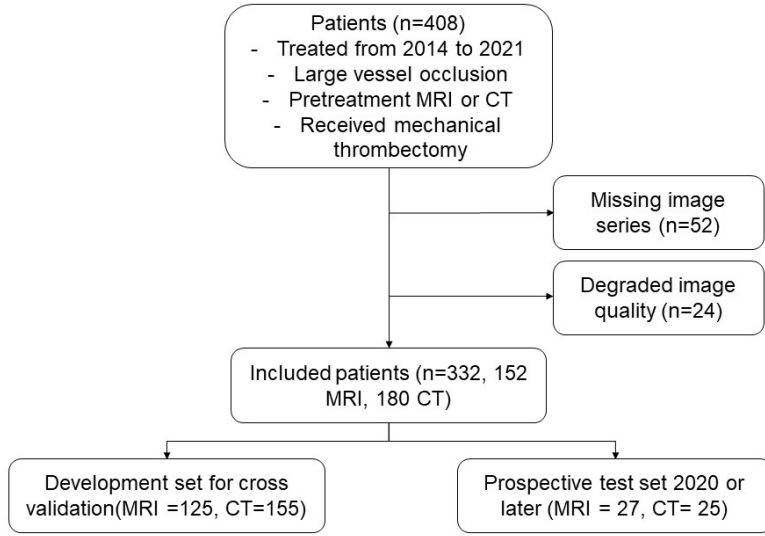 Patients (n=408)
- Treated from 2014 to 2021
- Large vessel occlusion
- Pretreatment MRI or CT
- Received mechanical
thrombectomy
Missing image
series (n=52)
Degraded image
quality (n=24)
Included patients (n=332, 152
MRI, 180 CT)
Development set for cross
validation(MRI =125, CT=155)
Prospective test set 2020 or
later (MRI = 27, CT= 25)